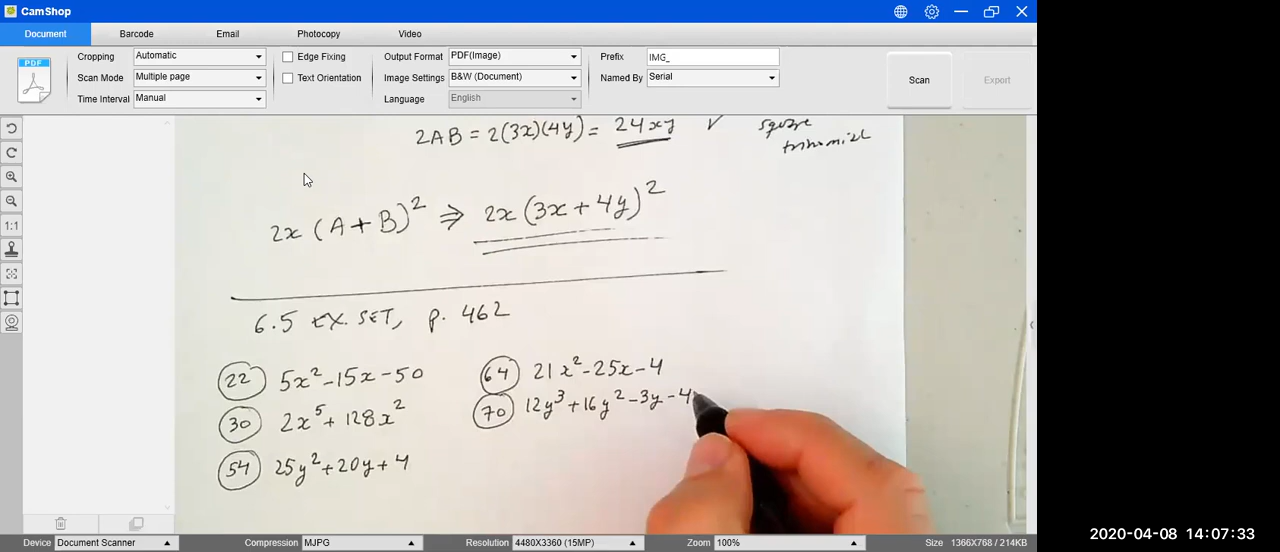 CamShop
Document Barcode Email Photocopy Video
Cropping Automatic Edge Fixing Output Format PDF(Image) Prefix IMG_
Scan Mode Multiple page Text Orientation Image Settings B&W (Document) Named By Serial
Time Interval Manual Language English
PDF
Scan Export
1:1
2AB = 2(3x)(4y) = 24xy ✓ square
trinomial
2x (A+B)² ⇒ 2x (3x + 4y)²
6.5 EX. SET, p. 462
22 5x² - 15x - 50
30 2x⁵ + 128x²
54 25y² + 20y + 4
64 21x² - 25x - 4
70 12y³ + 16y² - 3y - 4
Device Document Scanner Compression MJPG Resolution 4480X3360 (15MP) Zoom 100% Size 1366X768 / 214KB
2020-04-08 14:07:33